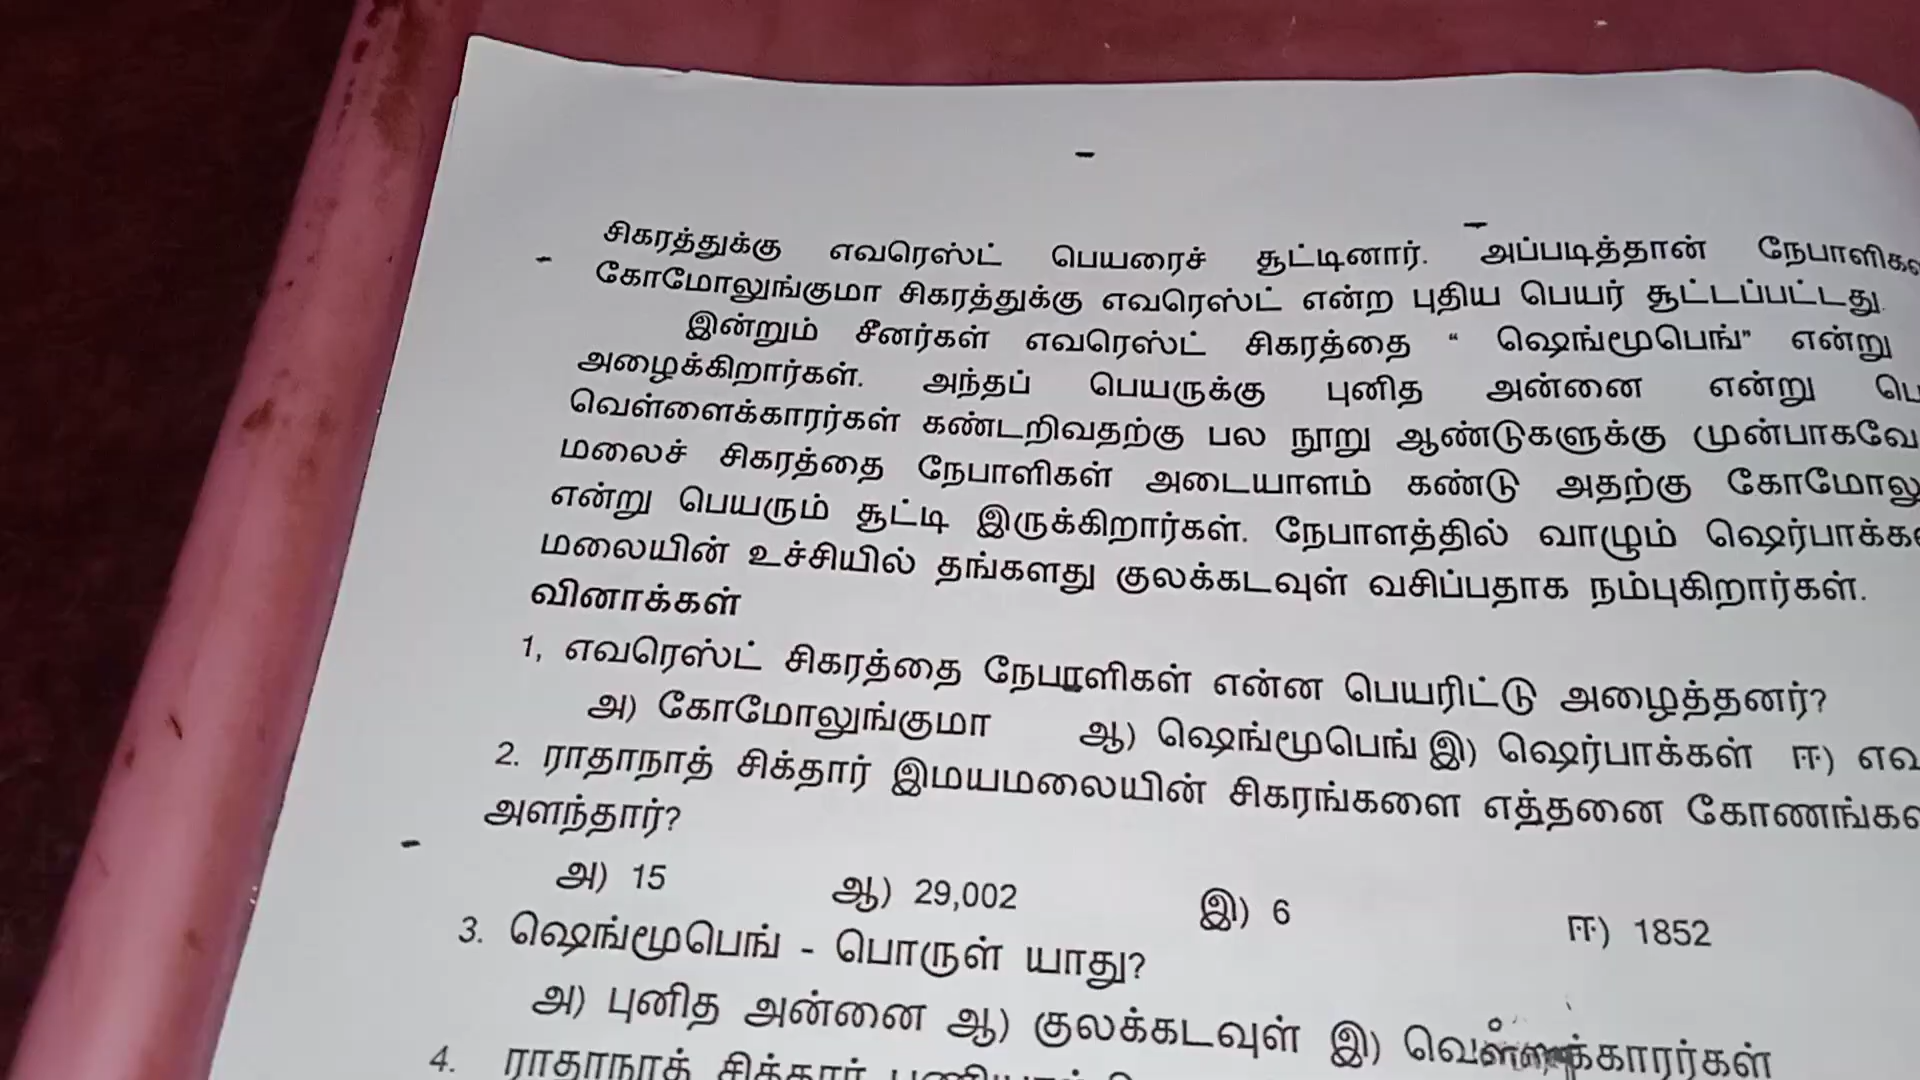 சிகரத்துக்கு எவரெஸ்ட் பெயரைச் சூட்டினார். அப்படித்தான்
கோமோலுங்குமா சிகரத்துக்கு எவரெஸ்ட் என்ற புதிய பெயர் சூட்டப்பட்டது.
இன்றும் சீனர்கள் எவரெஸ்ட் சிகரத்தை “ ஷெங்மூபெங்” என்று
அழைக்கிறார்கள். அந்தப் பெயருக்கு புனித அன்னை என்று
வெள்ளைக்காரர்கள் கண்டறிவதற்கு பல நூறு ஆண்டுகளுக்கு முன்பாகவே
மலைச் சிகரத்தை நேபாளிகள் அடையாளம் கண்டு அதற்கு
என்று பெயரும் சூட்டி இருக்கிறார்கள். நேபாளத்தில் வாழும்
மலையின் உச்சியில் தங்களது குலக்கடவுள் வசிப்பதாக நம்புகிறார்கள்.
வினாக்கள்
1, எவரெஸ்ட் சிகரத்தை நேபாளிகள் என்ன பெயரிட்டு அழைத்தனர்?
அ) கோமோலுங்குமா ஆ) ஷெங்மூபெங் இ) ஷெர்பாக்கள் ஈ)
2. ராதாநாத் சிக்தார் இமயமலையின் சிகரங்களை எத்தனை
அளந்தார்?
அ) 15 ஆ) 29,002 இ) 6 ஈ) 1852
3. ஷெங்மூபெங் - பொருள் யாது?
அ) புனித அன்னை ஆ) குலக்கடவுள் இ) வெள்ளைக்காரர்கள்
4. ராதாநாத் சிக்தார்